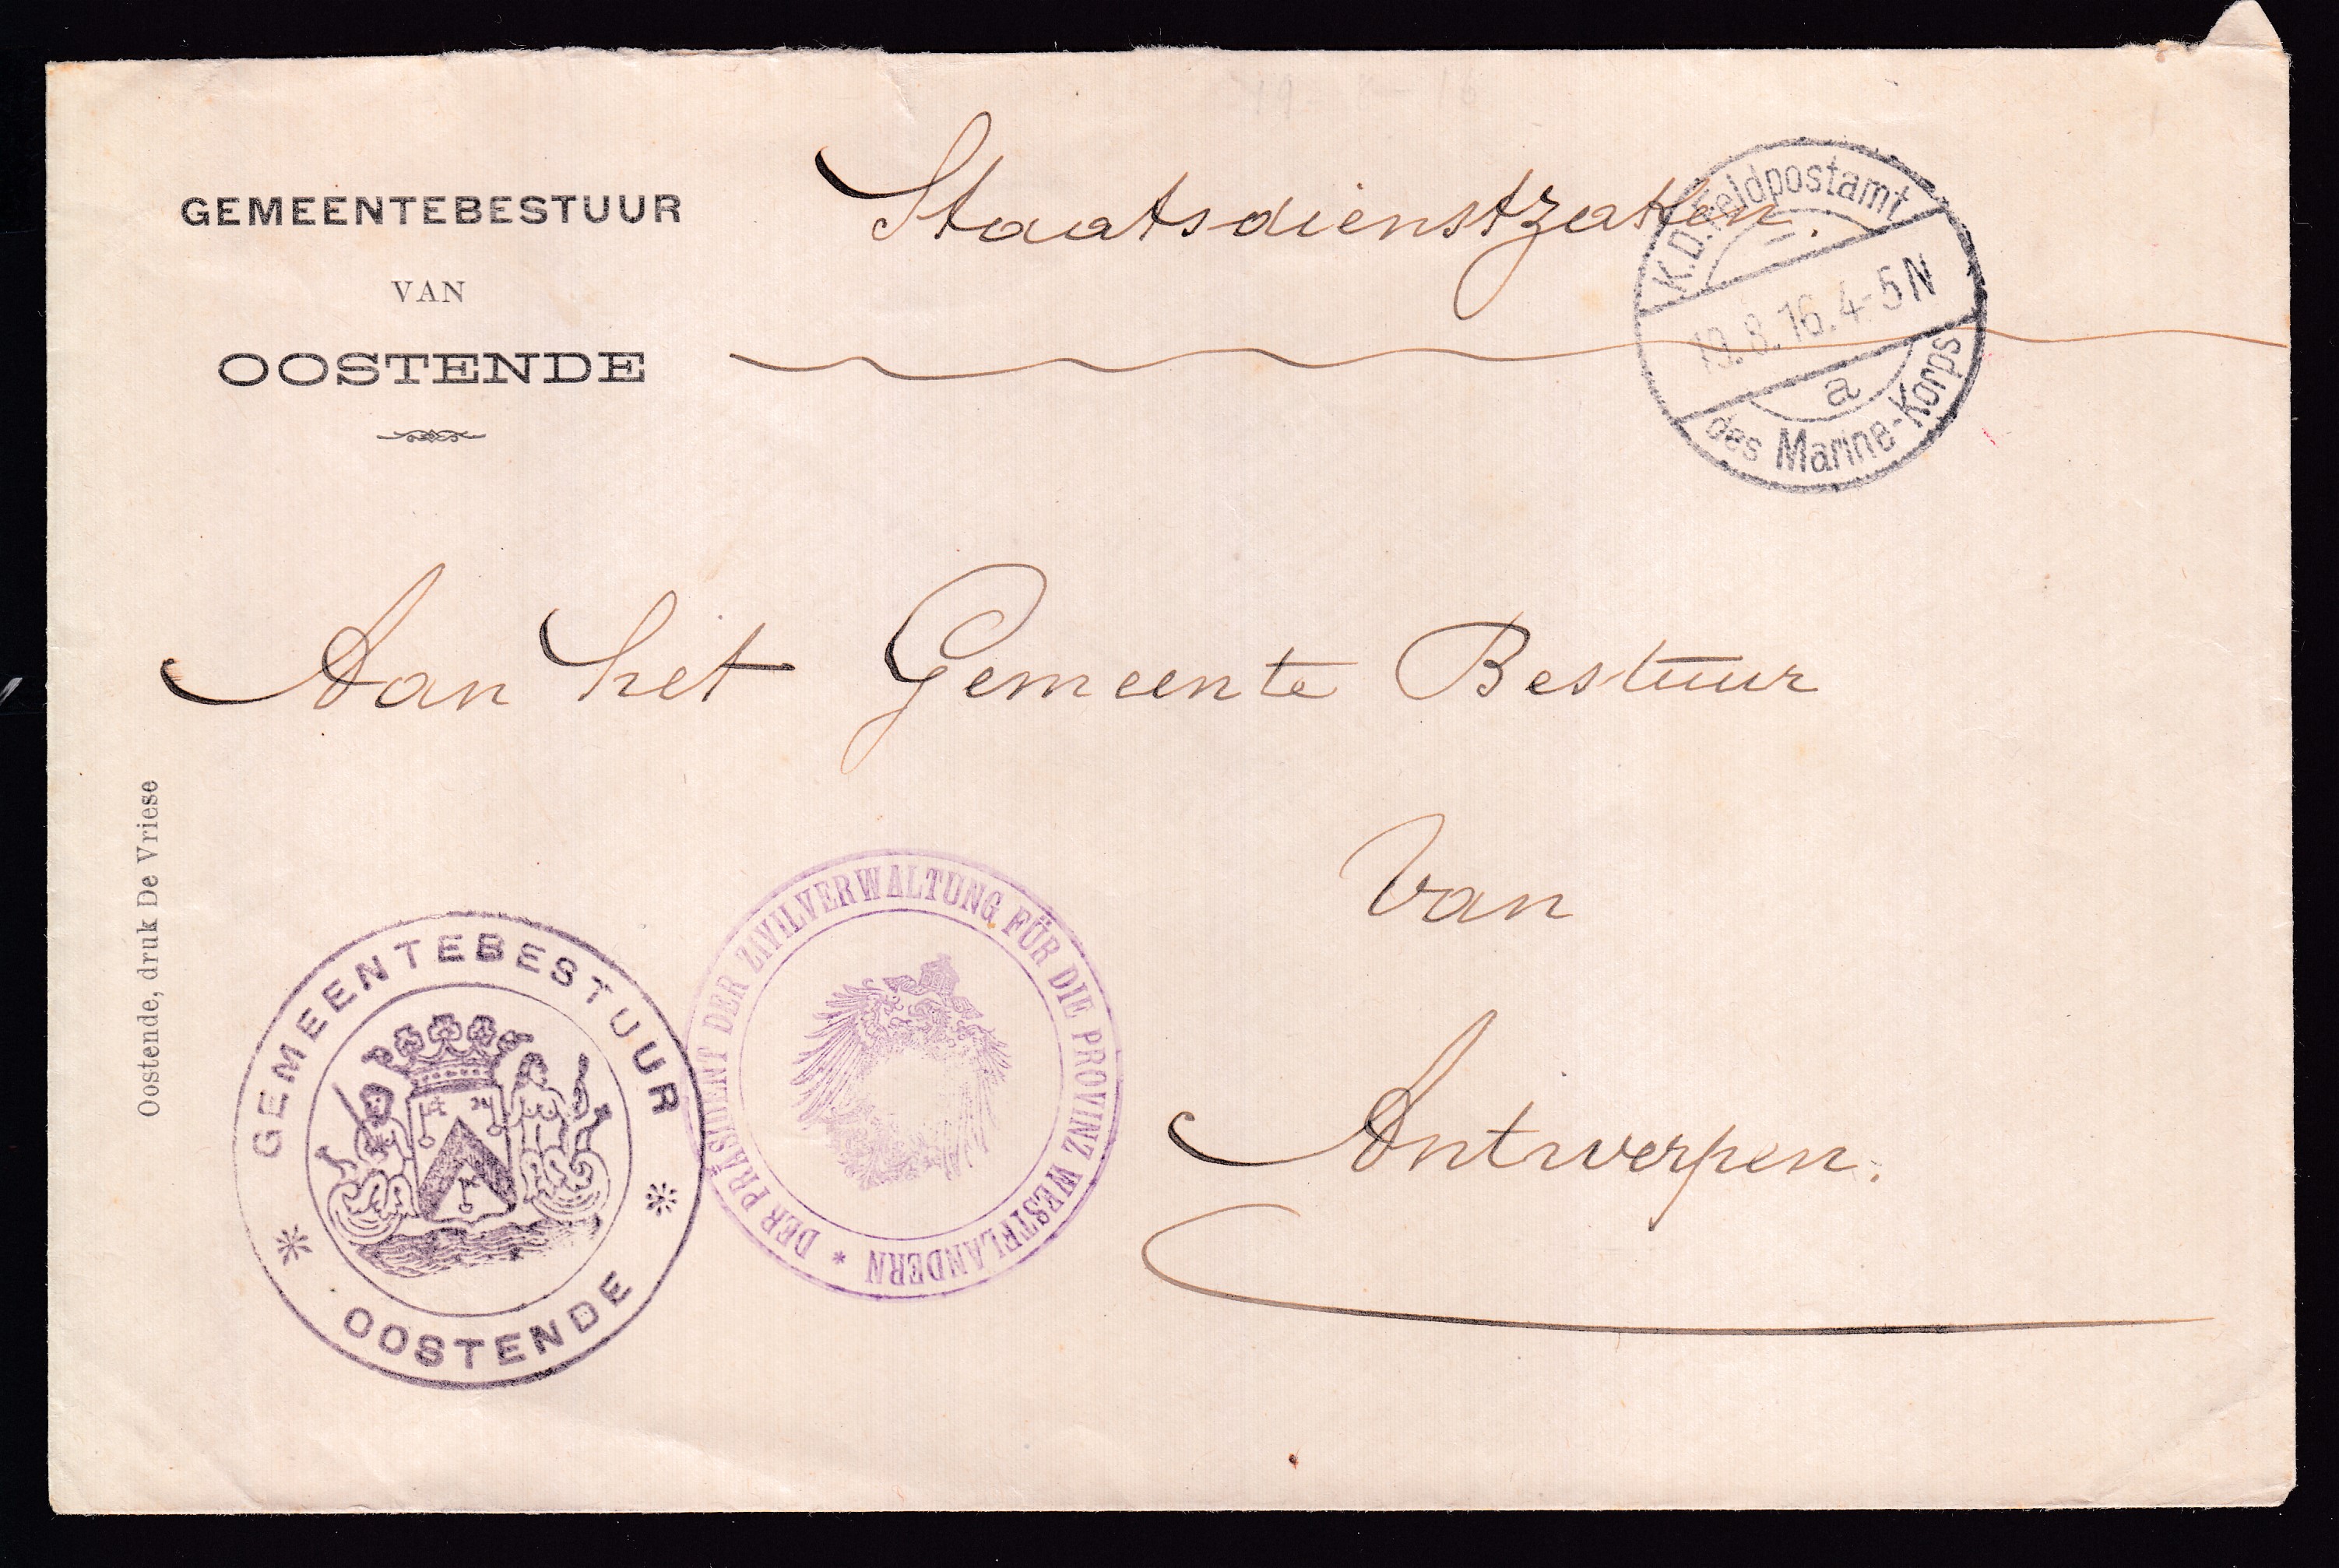 GEMEENTEBESTUUR
VAN
OOSTENDE
Staatsdienstzaken.
K.D. Feldpostamt
19.8.16.4-5N
a
des Marine-Korps
Aan het Gemeente Bestuur
Van
Antwerpen.
Oostende, druk De Vriese
GEMEENTEBESTUUR
OOSTENDE
DER PRÄSIDENT DER ZIVILVERWALTUNG FÜR DIE PROVINZ WESTFLANDERN *